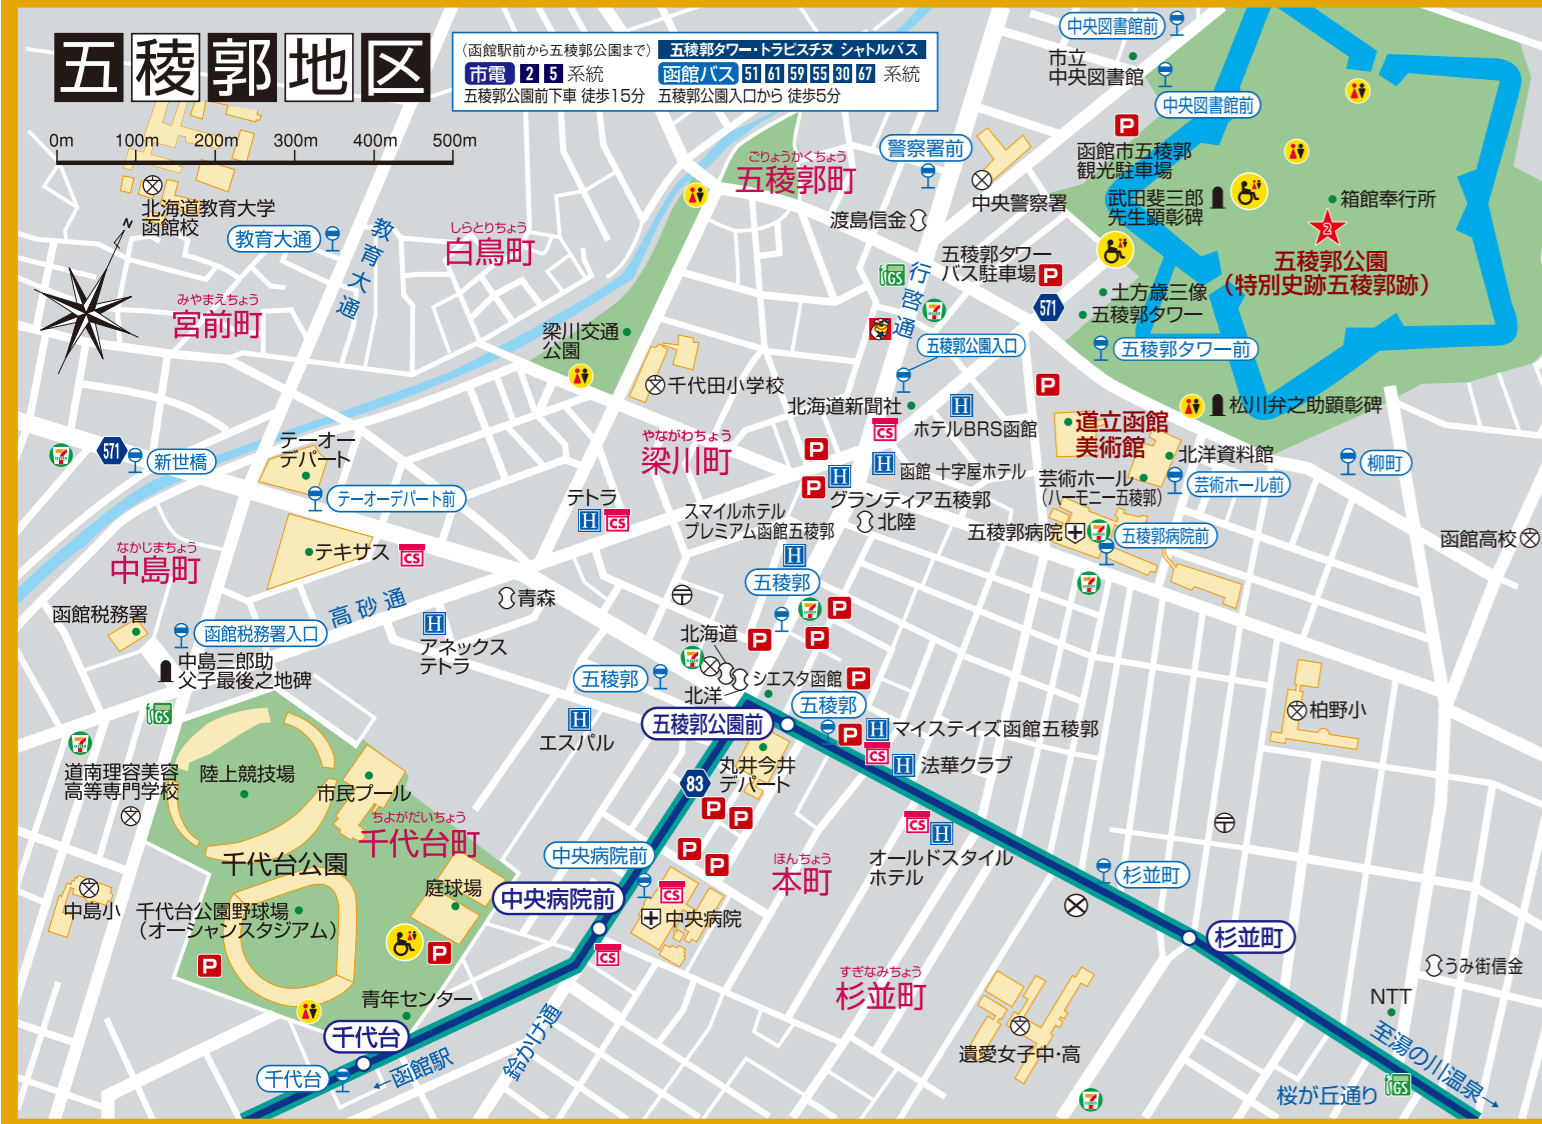 五稜郭地区
(函館駅前から五稜郭公園まで)
市電 2 5 系統
五稜郭公園前下車 徒歩15分
五稜郭タワー・トラピスチヌ シャトルバス
函館バス 51 61 59 55 30 67 系統
五稜郭公園入口から 徒歩5分
0m 100m 200m 300m 400m 500m
北海道教育大学
函館校
N
教育大通
教育大通
しらとりちょう
白鳥町
みやまえちょう
宮前町
ごりょうかくちょう
五稜郭町
警察署前
中央警察署
渡島信金
中央図書館前
市立
中央図書館
中央図書館前
P
函館市五稜郭
観光駐車場
武田斐三郎
先生顕彰碑
箱館奉行所
2
五稜郭公園
(特別史跡五稜郭跡)
五稜郭タワー
バス駐車場
P
571
土方歳三像
五稜郭タワー
五稜郭タワー前
GS
行啓通
五稜郭公園入口
梁川交通
公園
千代田小学校
北海道新聞社
CS
H
ホテルBRS函館
P
松川弁之助顕彰碑
道立函館
美術館
北洋資料館
芸術ホール
(ハーモニー五稜郭)
芸術ホール前
柳町
函館高校
571
新世橋
テーオー
デパート
テーオーデパート前
やながわちょう
梁川町
P
P
H
グランティア五稜郭
H
函館 十字屋ホテル
北陸
テトラ
H
CS
スマイルホテル
プレミアム函館五稜郭
H
五稜郭
五稜郭病院
五稜郭病院前
なかじまちょう
中島町
テキサス
CS
高砂通
青森
函館税務署
函館税務署入口
中島三郎助
父子最後之地碑
GS
H
アネックス
テトラ
北海道
北洋
五稜郭
P
P
P
シエスタ函館
P
五稜郭
五稜郭公園前
P
H
マイステイズ函館五稜郭
CS
H
法華クラブ
H
エスパル
丸井今井
デパート
83
P
P
P
P
柏野小
道南理容美容
高等専門学校
陸上競技場
市民プール
ちよがだいちょう
千代台町
千代台公園
庭球場
中島小
千代台公園野球場
(オーシャンスタジアム)
P
P
青年センター
千代台
千代台
←函館駅
中央病院前
中央病院前
CS
中央病院
CS
鈴かけ通
ほんちょう
本町
CS
H
オールドスタイル
ホテル
杉並町
杉並町
すぎなみちょう
杉並町
遺愛女子中・高
うみ街信金
NTT
至湯の川温泉→
桜が丘通り
GS